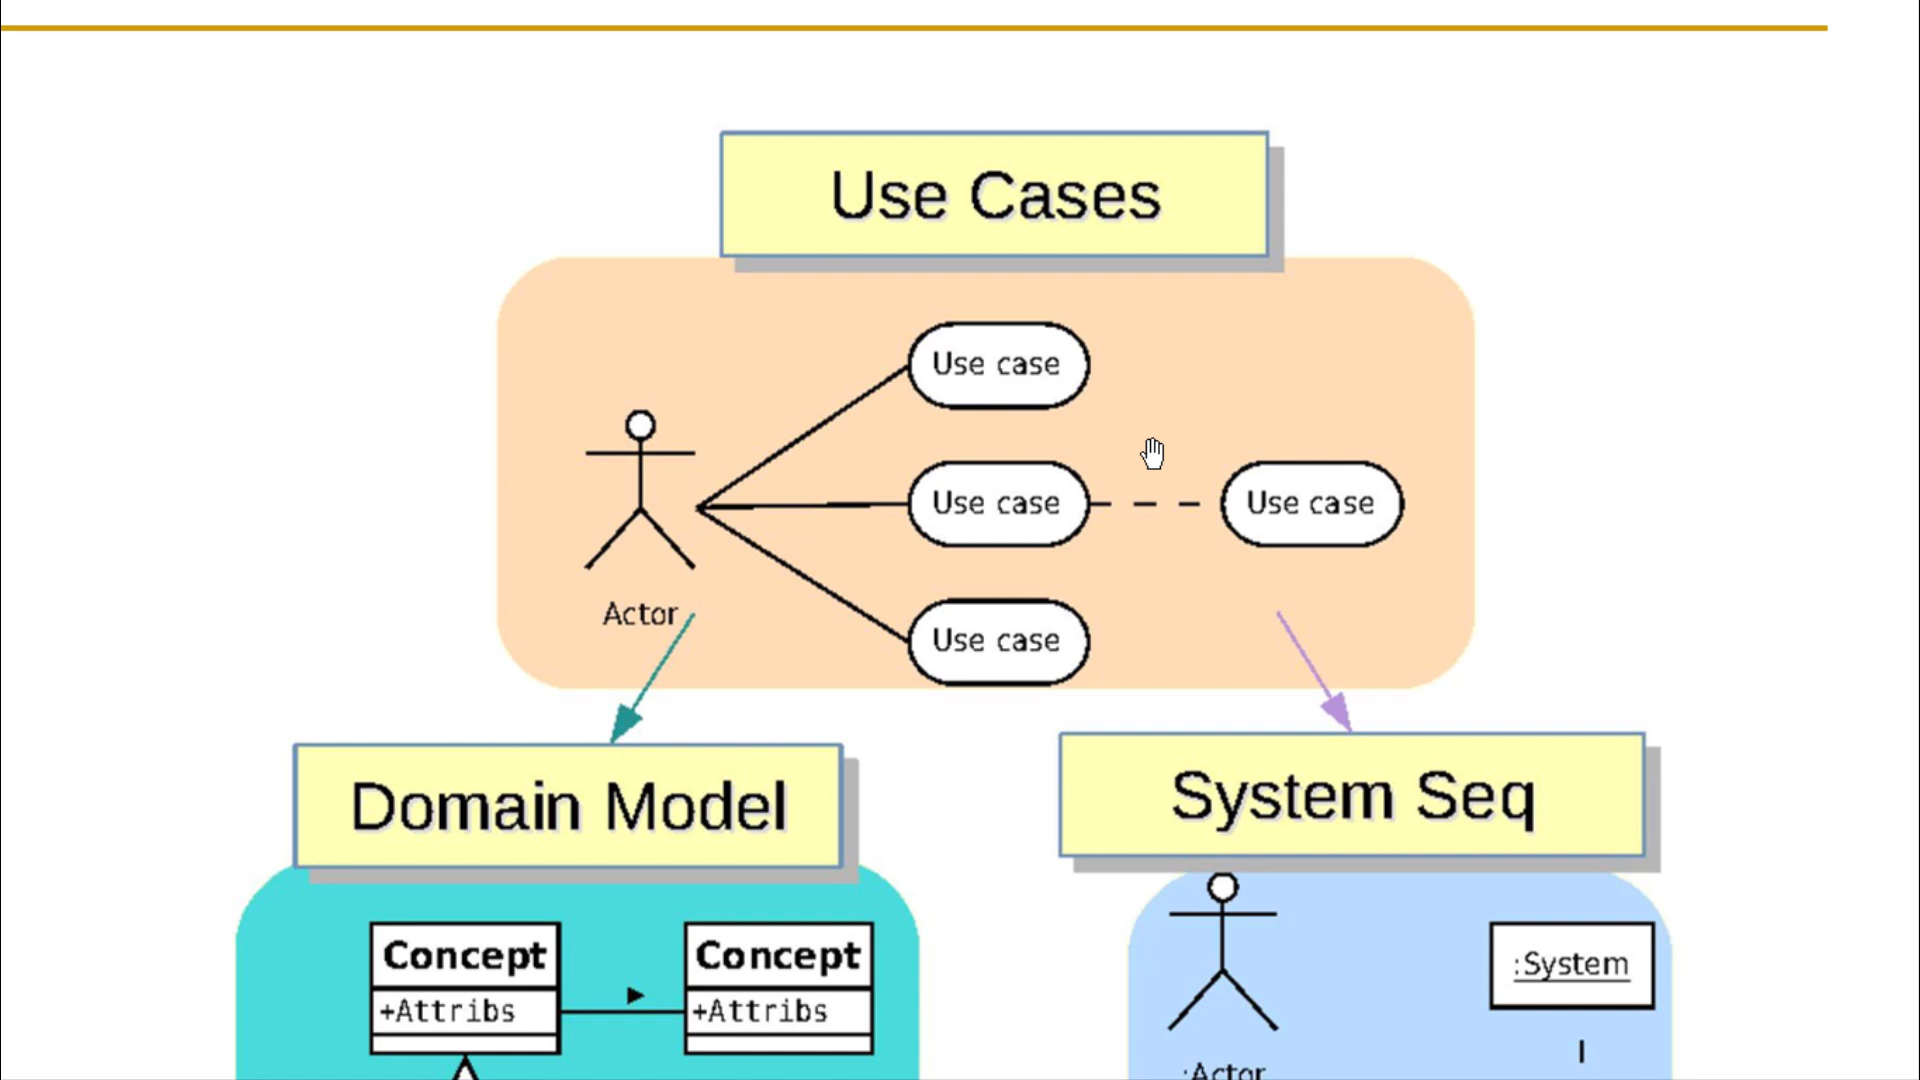 Use Cases
Use case
Use case
Use case
Actor
Use case
Domain Model
System Seq
Concept
Concept
:System
+Attribs
+Attribs
:Actor